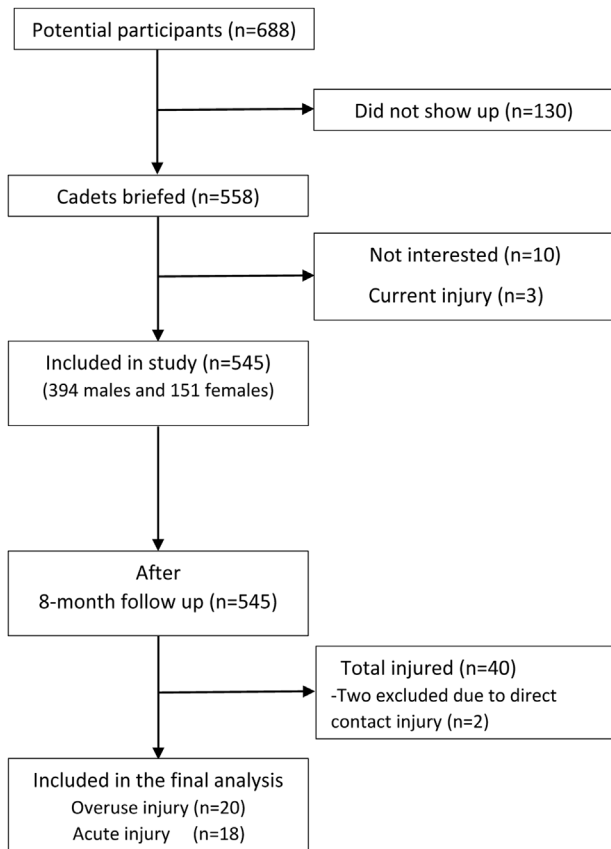 Potential participants (n=688)
Did not show up (n=130)
Cadets briefed (n=558)
Not interested (n=10)
Current injury (n=3)
Included in study (n=545)
(394 males and 151 females)
After
8-month follow up (n=545)
Total injured (n=40)
-Two excluded due to direct
contact injury (n=2)
Included in the final analysis
Overuse injury (n=20)
Acute injury (n=18)